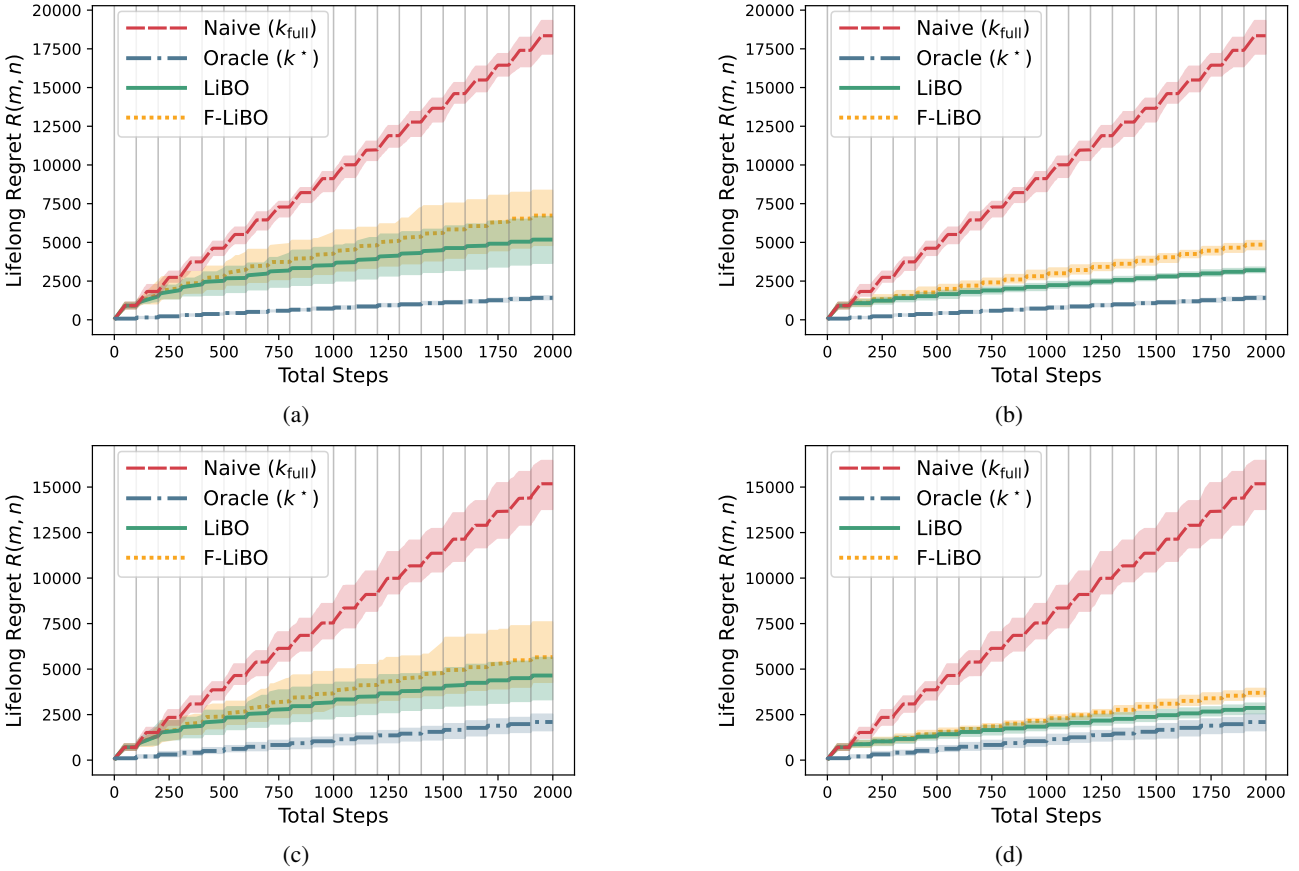 20000
17500
15000
12500
10000
7500
5000
2500
0
Lifelong Regret R(m, n)
Naive (k_full)
Oracle (k⋆)
LiBO
F-LiBO
0 250 500 750 1000 1250 1500 1750 2000
Total Steps
(a)
20000
17500
15000
12500
10000
7500
5000
2500
0
Lifelong Regret R(m, n)
Naive (k_full)
Oracle (k⋆)
LiBO
F-LiBO
0 250 500 750 1000 1250 1500 1750 2000
Total Steps
(b)
15000
12500
10000
7500
5000
2500
0
Lifelong Regret R(m, n)
Naive (k_full)
Oracle (k⋆)
LiBO
F-LiBO
0 250 500 750 1000 1250 1500 1750 2000
Total Steps
(c)
15000
12500
10000
7500
5000
2500
0
Lifelong Regret R(m, n)
Naive (k_full)
Oracle (k⋆)
LiBO
F-LiBO
0 250 500 750 1000 1250 1500 1750 2000
Total Steps
(d)